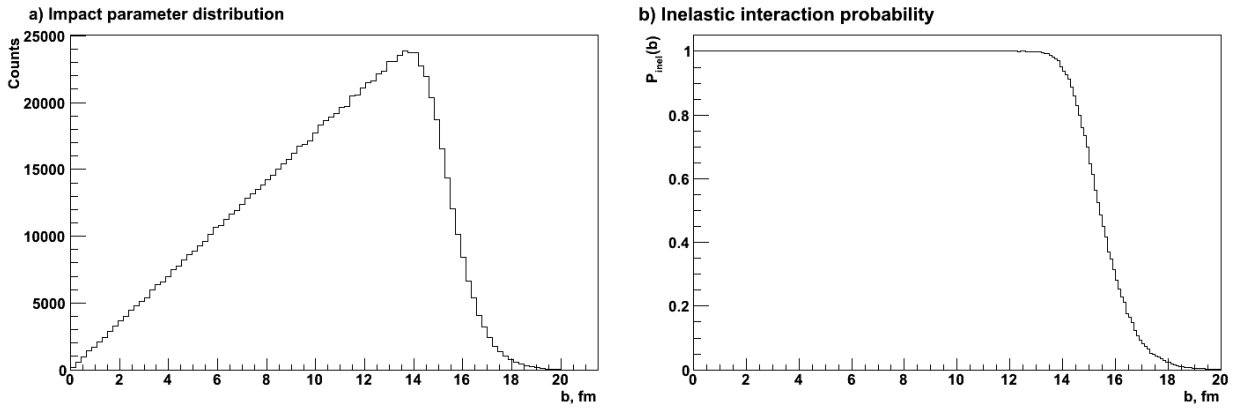 a) Impact parameter distribution
Counts
25000
20000
15000
10000
5000
0
0 2 4 6 8 10 12 14 16 18 20
b, fm
b) Inelastic interaction probability
P_inel(b)
1
0.8
0.6
0.4
0.2
0
0 2 4 6 8 10 12 14 16 18 20
b, fm